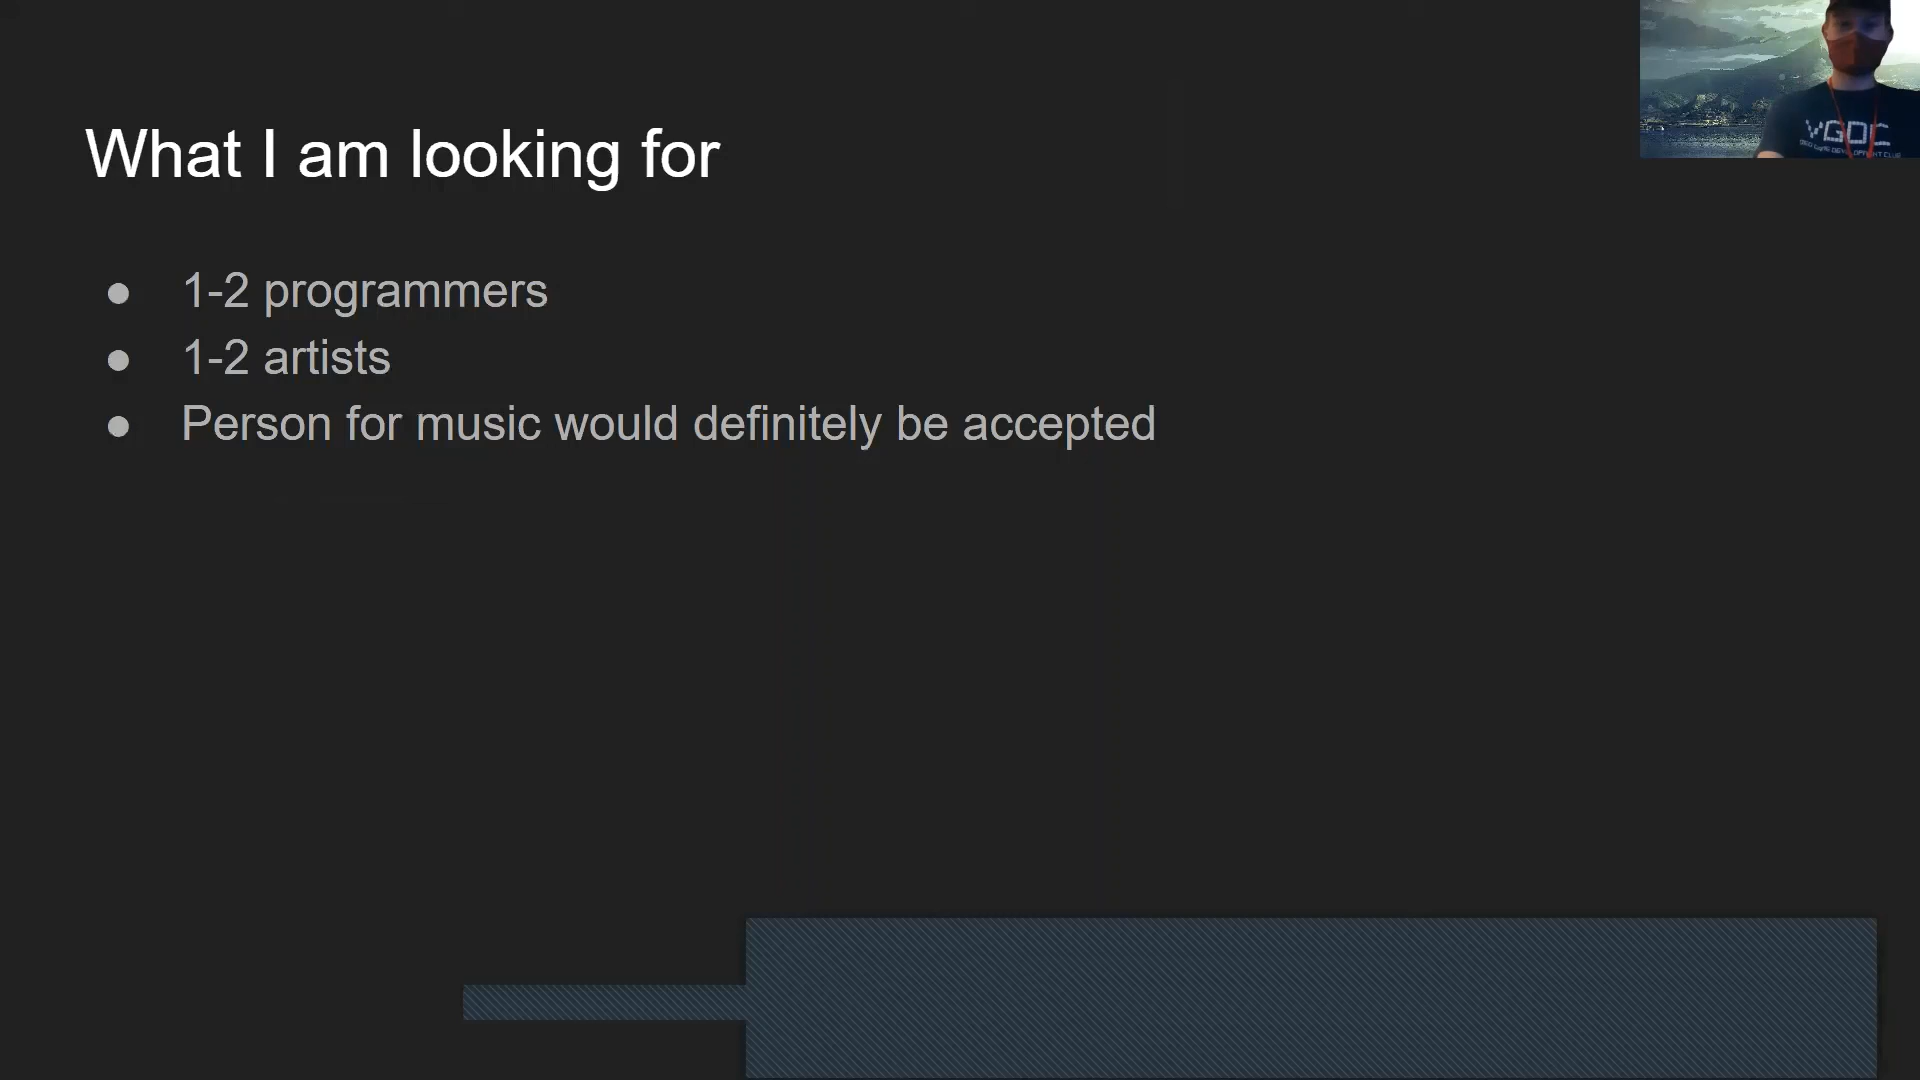 What I am looking for
● 1-2 programmers
● 1-2 artists
● Person for music would definitely be accepted
VGDC